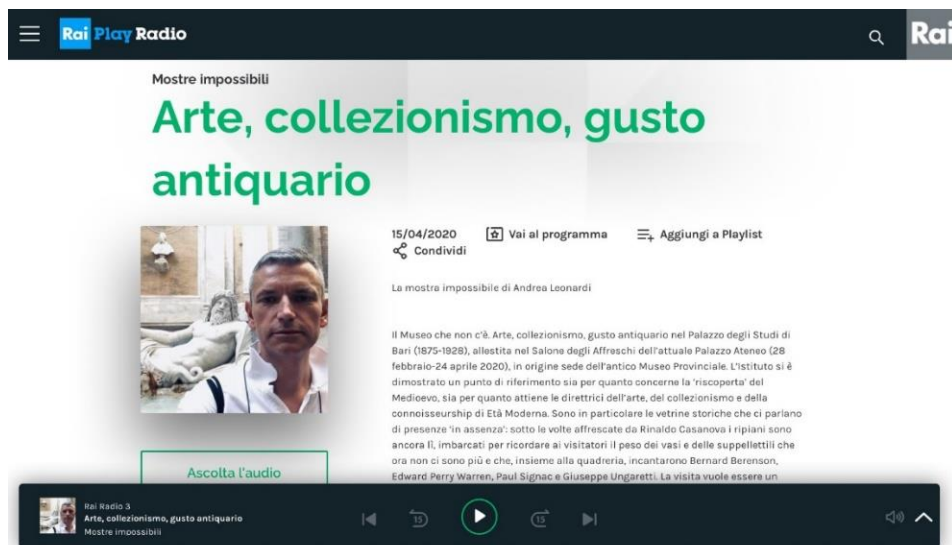 Rai Play Radio
Rai
Mostre impossibili
Arte, collezionismo, gusto
antiquario
15/04/2020 Vai al programma Aggiungi a Playlist
Condividi
La mostra impossibile di Andrea Leonardi
Il Museo che non c'è. Arte, collezionismo, gusto antiquario nel Palazzo degli Studi di
Bari (1875-1928), allestita nel Salone degli Affreschi dell'attuale Palazzo Ateneo (28
febbraio-24 aprile 2020), in origine sede dell'antico Museo Provinciale. L'Istituto si è
dimostrato un punto di riferimento sia per quanto concerne la 'riscoperta' del
Medioevo, sia per quanto attiene le direttrici dell'arte, del collezionismo e della
connoisseurship di Età Moderna. Sono in particolare le vetrine storiche che ci parlano
di presenze 'in assenza': sotto le volte affrescate da Rinaldo Casanova i ripiani sono
ancora lì, imbarcati per ricordare ai visitatori il peso dei vasi e delle suppellettili che
ora non ci sono più e che, insieme alla quadreria, incantarono Bernard Berenson,
Edward Perry Warren, Paul Signac e Giuseppe Ungaretti. La visita vuole essere un
Ascolta l'audio
Rai Radio 3
Arte, collezionismo, gusto antiquario
Mostre impossibili
15
15